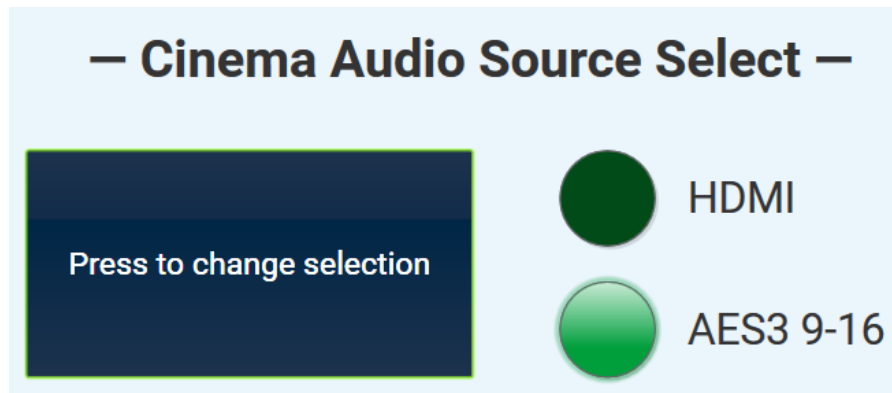 — Cinema Audio Source Select —
Press to change selection
HDMI
AES3 9-16